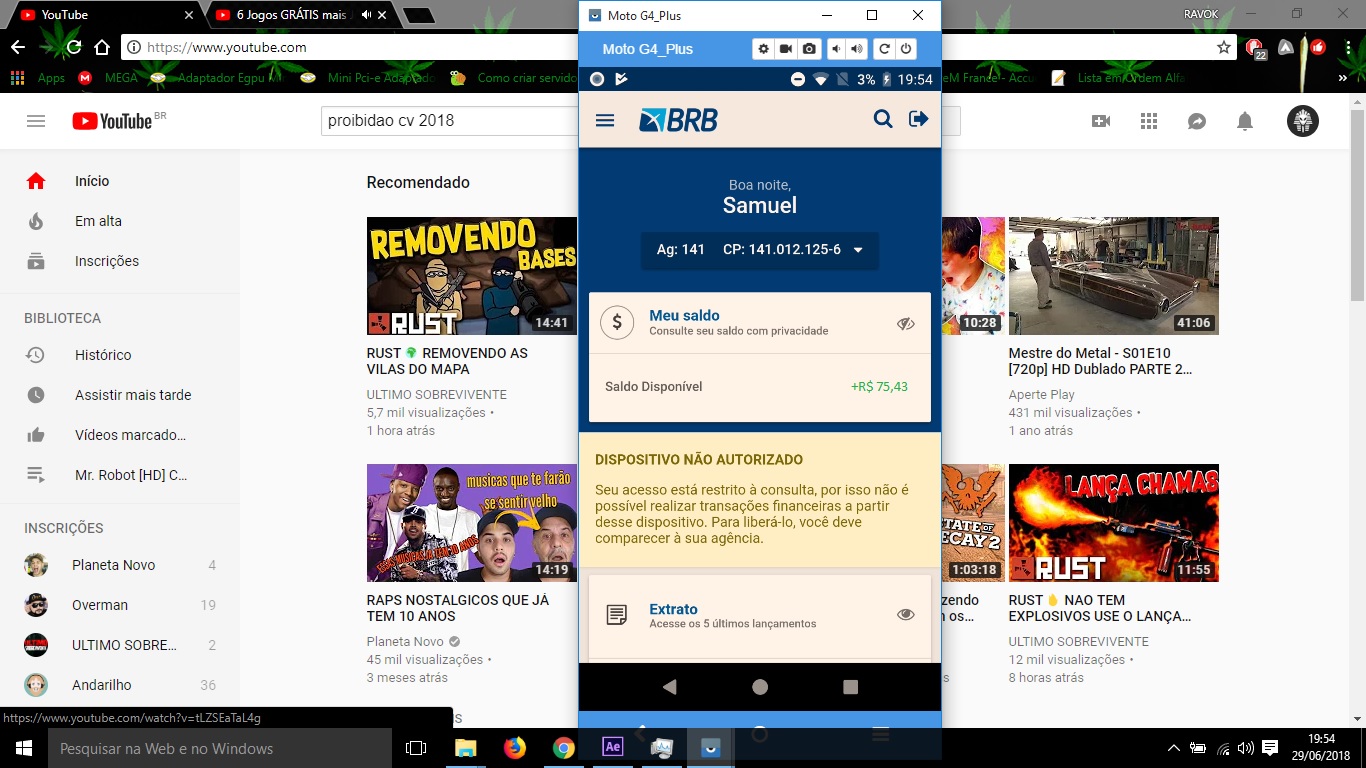 YouTube
6 Jogos GRÁTIS mais
RAVOK
https://www.youtube.com
22
Apps
MEGA
Adaptador Egpu M
Mini Pci-e Adaptado
Como criar servido
eM France - Accu
Lista em Ordem Alfa
»
YouTube BR
proibidao cv 2018
Início
Em alta
Inscrições
BIBLIOTECA
Histórico
Assistir mais tarde
Vídeos marcado...
Mr. Robot [HD] C...
INSCRIÇÕES
Planeta Novo 4
Overman 19
ULTIMO SOBRE... 2
Andarilho 36
Recomendado
REMOVENDO
BASES
RUST
14:41
RUST REMOVENDO AS
VILAS DO MAPA
ULTIMO SOBREVIVENTE
5,7 mil visualizações •
1 hora atrás
musicas que te farão
se sentir velho
ESSAS MUSICAS JA TEM 10 ANOS
14:19
RAPS NOSTALGICOS QUE JÁ
TEM 10 ANOS
Planeta Novo
45 mil visualizações •
3 meses atrás
Moto G4_Plus
Moto G4_Plus
3% 19:54
BRB
Boa noite,
Samuel
Ag: 141 CP: 141.012.125-6
$
Meu saldo
Consulte seu saldo com privacidade
Saldo Disponível +R$ 75,43
DISPOSITIVO NÃO AUTORIZADO
Seu acesso está restrito à consulta, por isso não é
possível realizar transações financeiras a partir
desse dispositivo. Para liberá-lo, você deve
comparecer à sua agência.
Extrato
Acesse os 5 últimos lançamentos
10:28
TATE OF
ECAY 2
1:03:18
zendo
m os...
s
41:06
Mestre do Metal - S01E10
[720p] HD Dublado PARTE 2...
Aperte Play
431 mil visualizações •
1 ano atrás
LANÇA CHAMAS
RUST
11:55
RUST NAO TEM
EXPLOSIVOS USE O LANÇA...
ULTIMO SOBREVIVENTE
12 mil visualizações •
8 horas atrás
https://www.youtube.com/watch?v=tLZSEaTaL4g
Pesquisar na Web e no Windows
Ae
19:54
29/06/2018